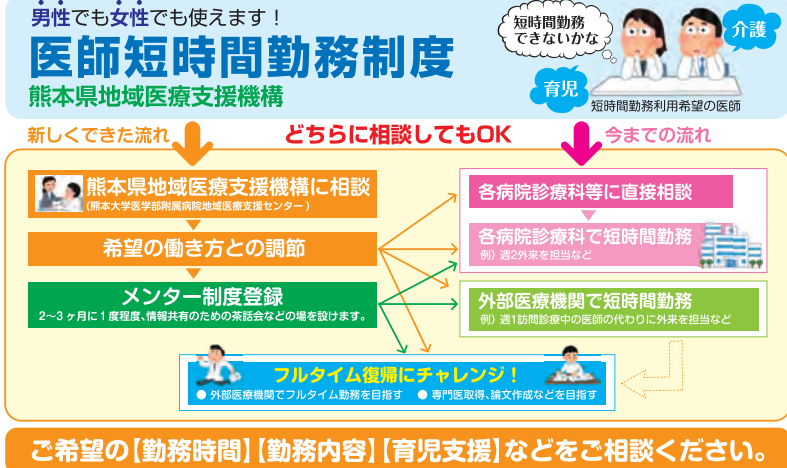 男性でも女性でも使えます！
医師短時間勤務制度
熊本県地域医療支援機構
短時間勤務
できないかな
介護
育児
短時間勤務利用希望の医師
新しくできた流れ
どちらに相談してもOK
今までの流れ
熊本県地域医療支援機構に相談
(熊本大学医学部附属病院地域医療支援センター)
希望の働き方との調節
メンター制度登録
2〜3ヶ月に1度程度、情報共有のための茶話会などの場を設けます。
各病院診療科等に直接相談
各病院診療科で短時間勤務
例）週2外来を担当など
外部医療機関で短時間勤務
例）週1訪問診療中の医師の代わりに外来を担当など
フルタイム復帰にチャレンジ！
● 外部医療機関でフルタイム勤務を目指す ● 専門医取得、論文作成などを目指す
ご希望の【勤務時間】【勤務内容】【育児支援】などをご相談ください。